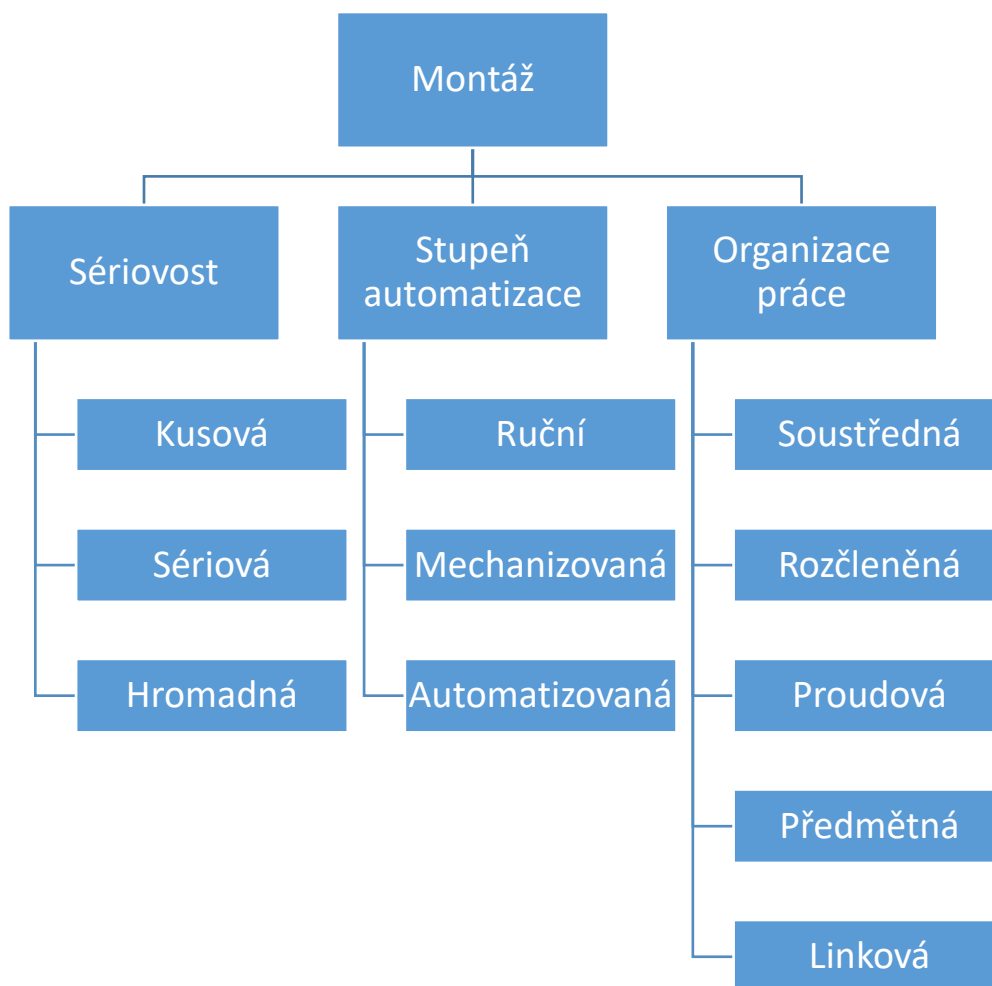 Montáž
Sériovost
Kusová
Sériová
Hromadná
Stupeň
automatizace
Ruční
Mechanizovaná
Automatizovaná
Organizace
práce
Soustředná
Rozčleněná
Proudová
Předmětná
Linková